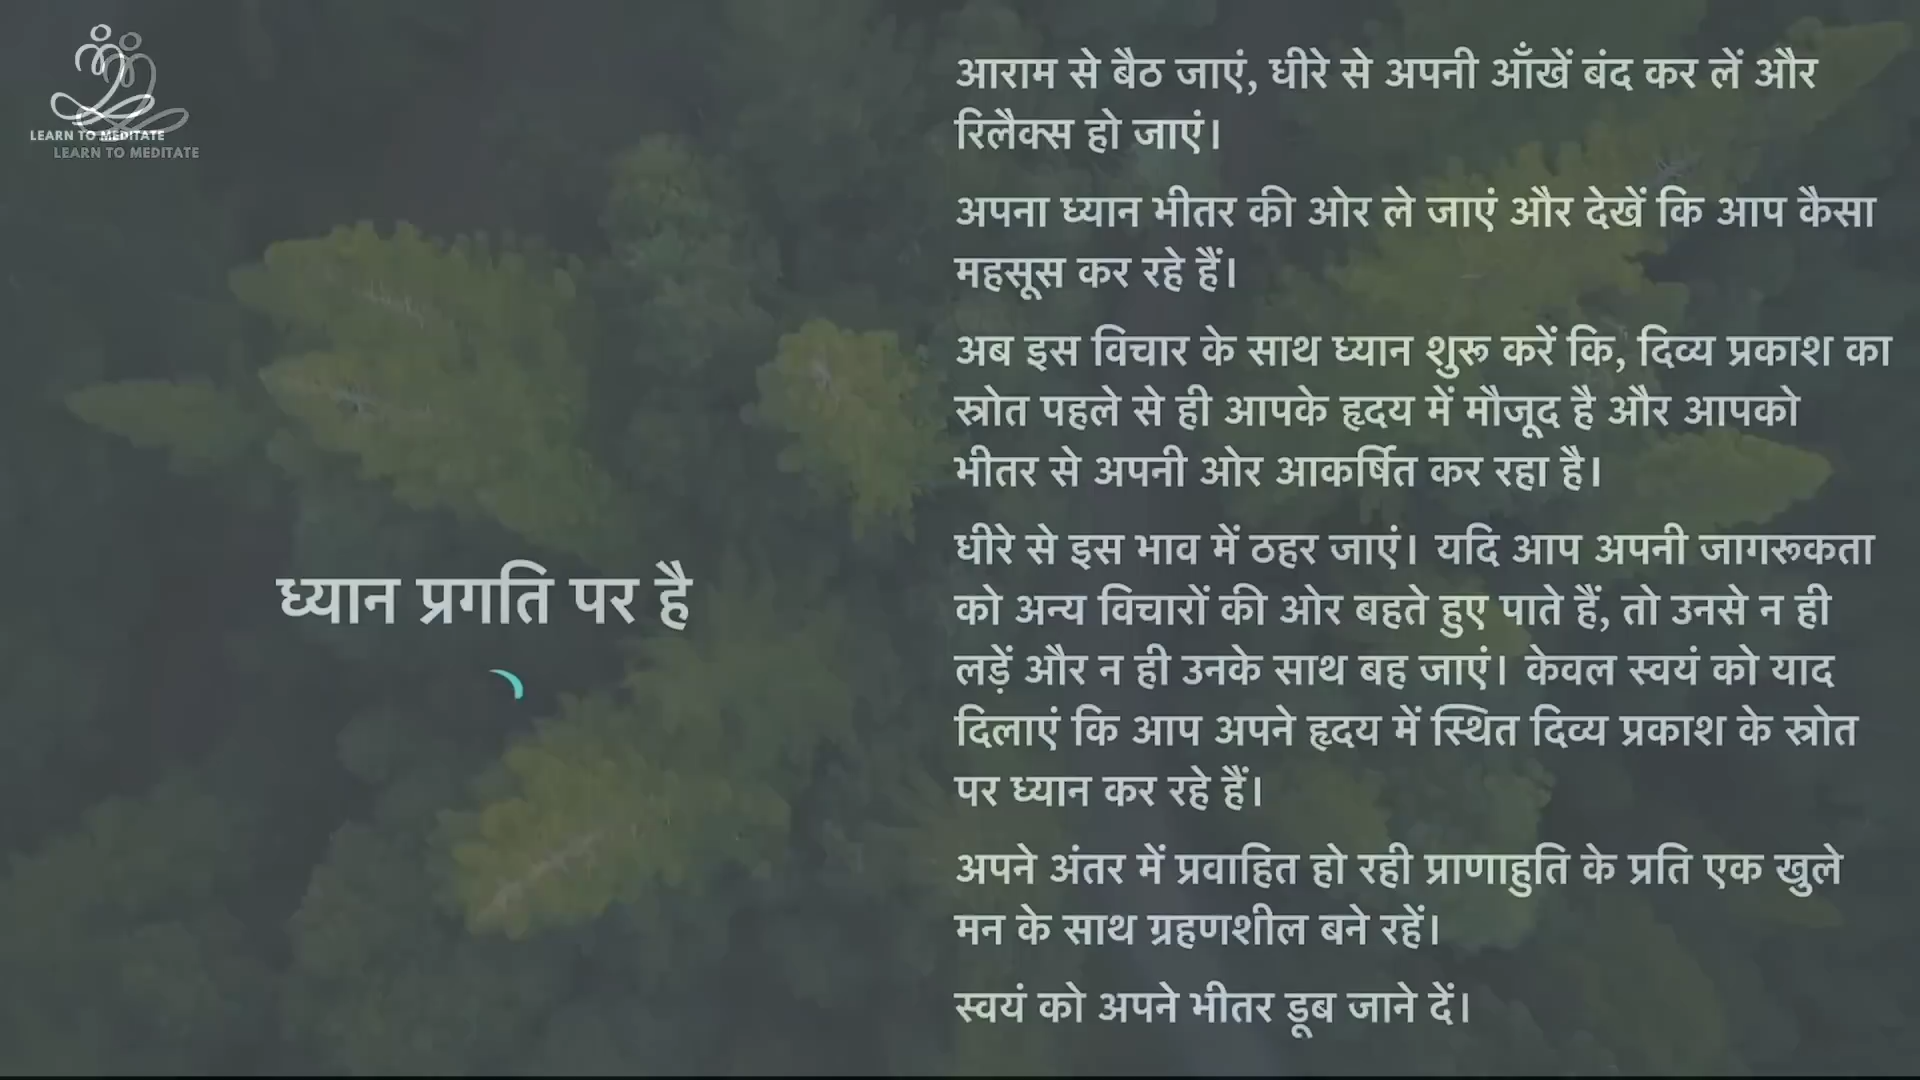 LEARN TO MEDITATE
LEARN TO MEDITATE
ध्यान प्रगति पर है
आराम से बैठ जाएं, धीरे से अपनी आँखें बंद कर लें और
रिलैक्स हो जाएं।
अपना ध्यान भीतर की ओर ले जाएं और देखें कि आप कैसा
महसूस कर रहे हैं।
अब इस विचार के साथ ध्यान शुरू करें कि, दिव्य प्रकाश का
स्रोत पहले से ही आपके हृदय में मौजूद है और आपको
भीतर से अपनी ओर आकर्षित कर रहा है।
धीरे से इस भाव में ठहर जाएं। यदि आप अपनी जागरूकता
को अन्य विचारों की ओर बहते हुए पाते हैं, तो उनसे न ही
लड़ें और न ही उनके साथ बह जाएं। केवल स्वयं को याद
दिलाएं कि आप अपने हृदय में स्थित दिव्य प्रकाश के स्रोत
पर ध्यान कर रहे हैं।
अपने अंतर में प्रवाहित हो रही प्राणाहुति के प्रति एक खुले
मन के साथ ग्रहणशील बने रहें।
स्वयं को अपने भीतर डूब जाने दें।